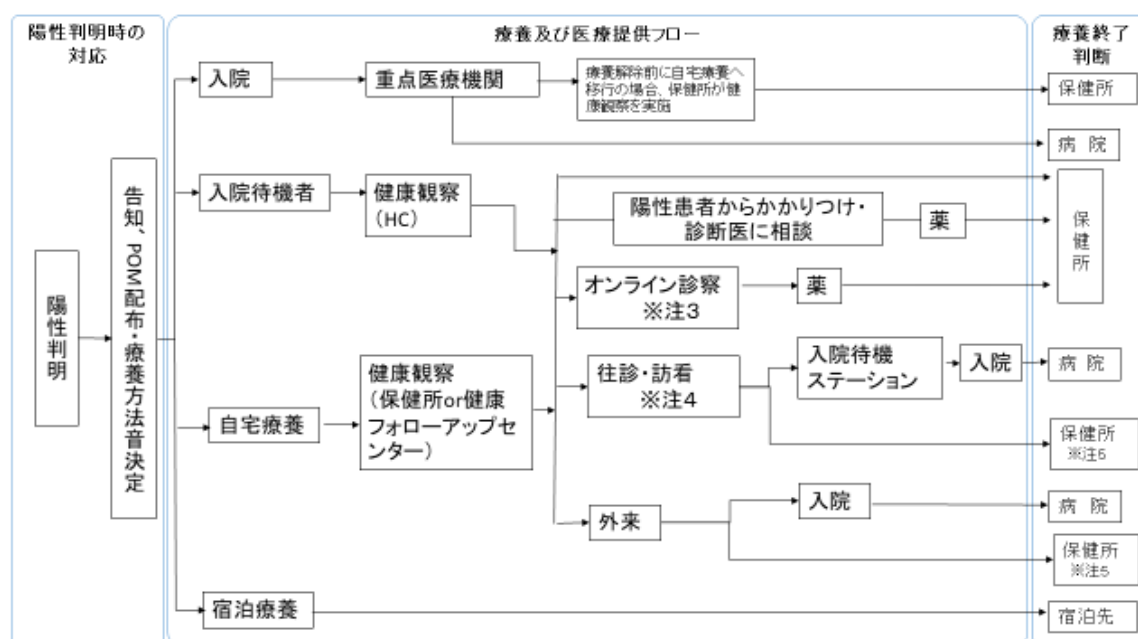 陽性判明時の
対応
療養及び医療提供フロー
療養終了
判断
陽性判明
告知、POM配布・療養方法音決定
入院
重点医療機関
療養解除前に自宅療養へ
移行の場合、保健所が健
康観察を実施
保健所
病 院
入院待機者
健康観察
(HC)
陽性患者からかかりつけ・
診断医に相談
薬
保健所
オンライン診察
※注3
薬
自宅療養
健康観察
(保健所or健康
フォローアップセ
ンター)
往診・訪看
※注4
入院待機
ステーション
入院
病 院
保健所
※注5
外来
入院
病 院
保健所
※注5
宿泊療養
宿泊先